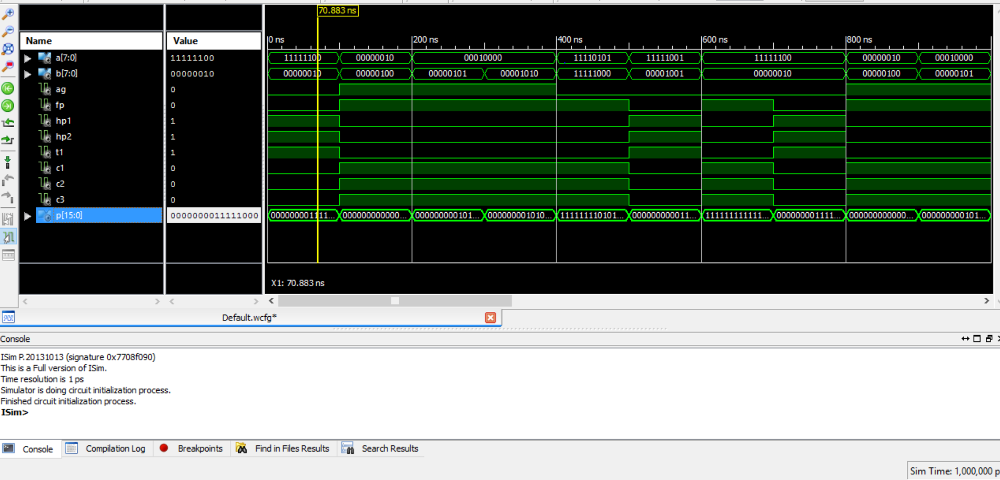 70.883 ns
Name Value 0 ns 200 ns 400 ns 600 ns 800 ns
a[7:0] 11111100 11111100 00000010 00010000 11110101 11111001 11111100 00000010 00010000
b[7:0] 00000010 00000010 00000100 00000101 00001010 11111000 00001001 00000010 00000100 00000101
ag 0
fp 0
hp1 1
hp2 1
t1 1
c1 0
c2 0
c3 0
p[15:0] 0000000011111000 000000001111... 000000000000... 000000000101... 000000001010... 111111110101... 000000000011... 111111111111... 000000001111... 000000000000... 000000000101...
X1: 70.883 ns
Default.wcfg*
Console
ISim P.20131013 (signature 0x7708f090)
This is a Full version of ISim.
Time resolution is 1 ps
Simulator is doing circuit initialization process.
Finished circuit initialization process.
ISim>
Console Compilation Log Breakpoints Find in Files Results Search Results
Sim Time: 1,000,000 p